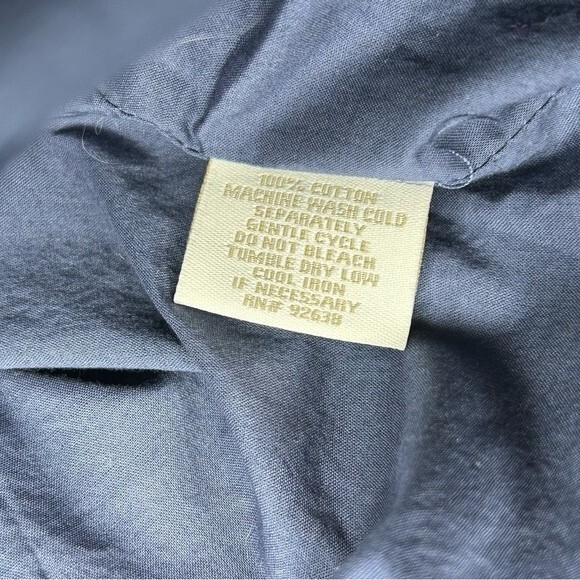 100% COTTON
MACHINE WASH COLD
SEPARATELY
GENTLE CYCLE
DO NOT BLEACH
TUMBLE DRY LOW
COOL IRON
IF NECESSARY
RN# 92638